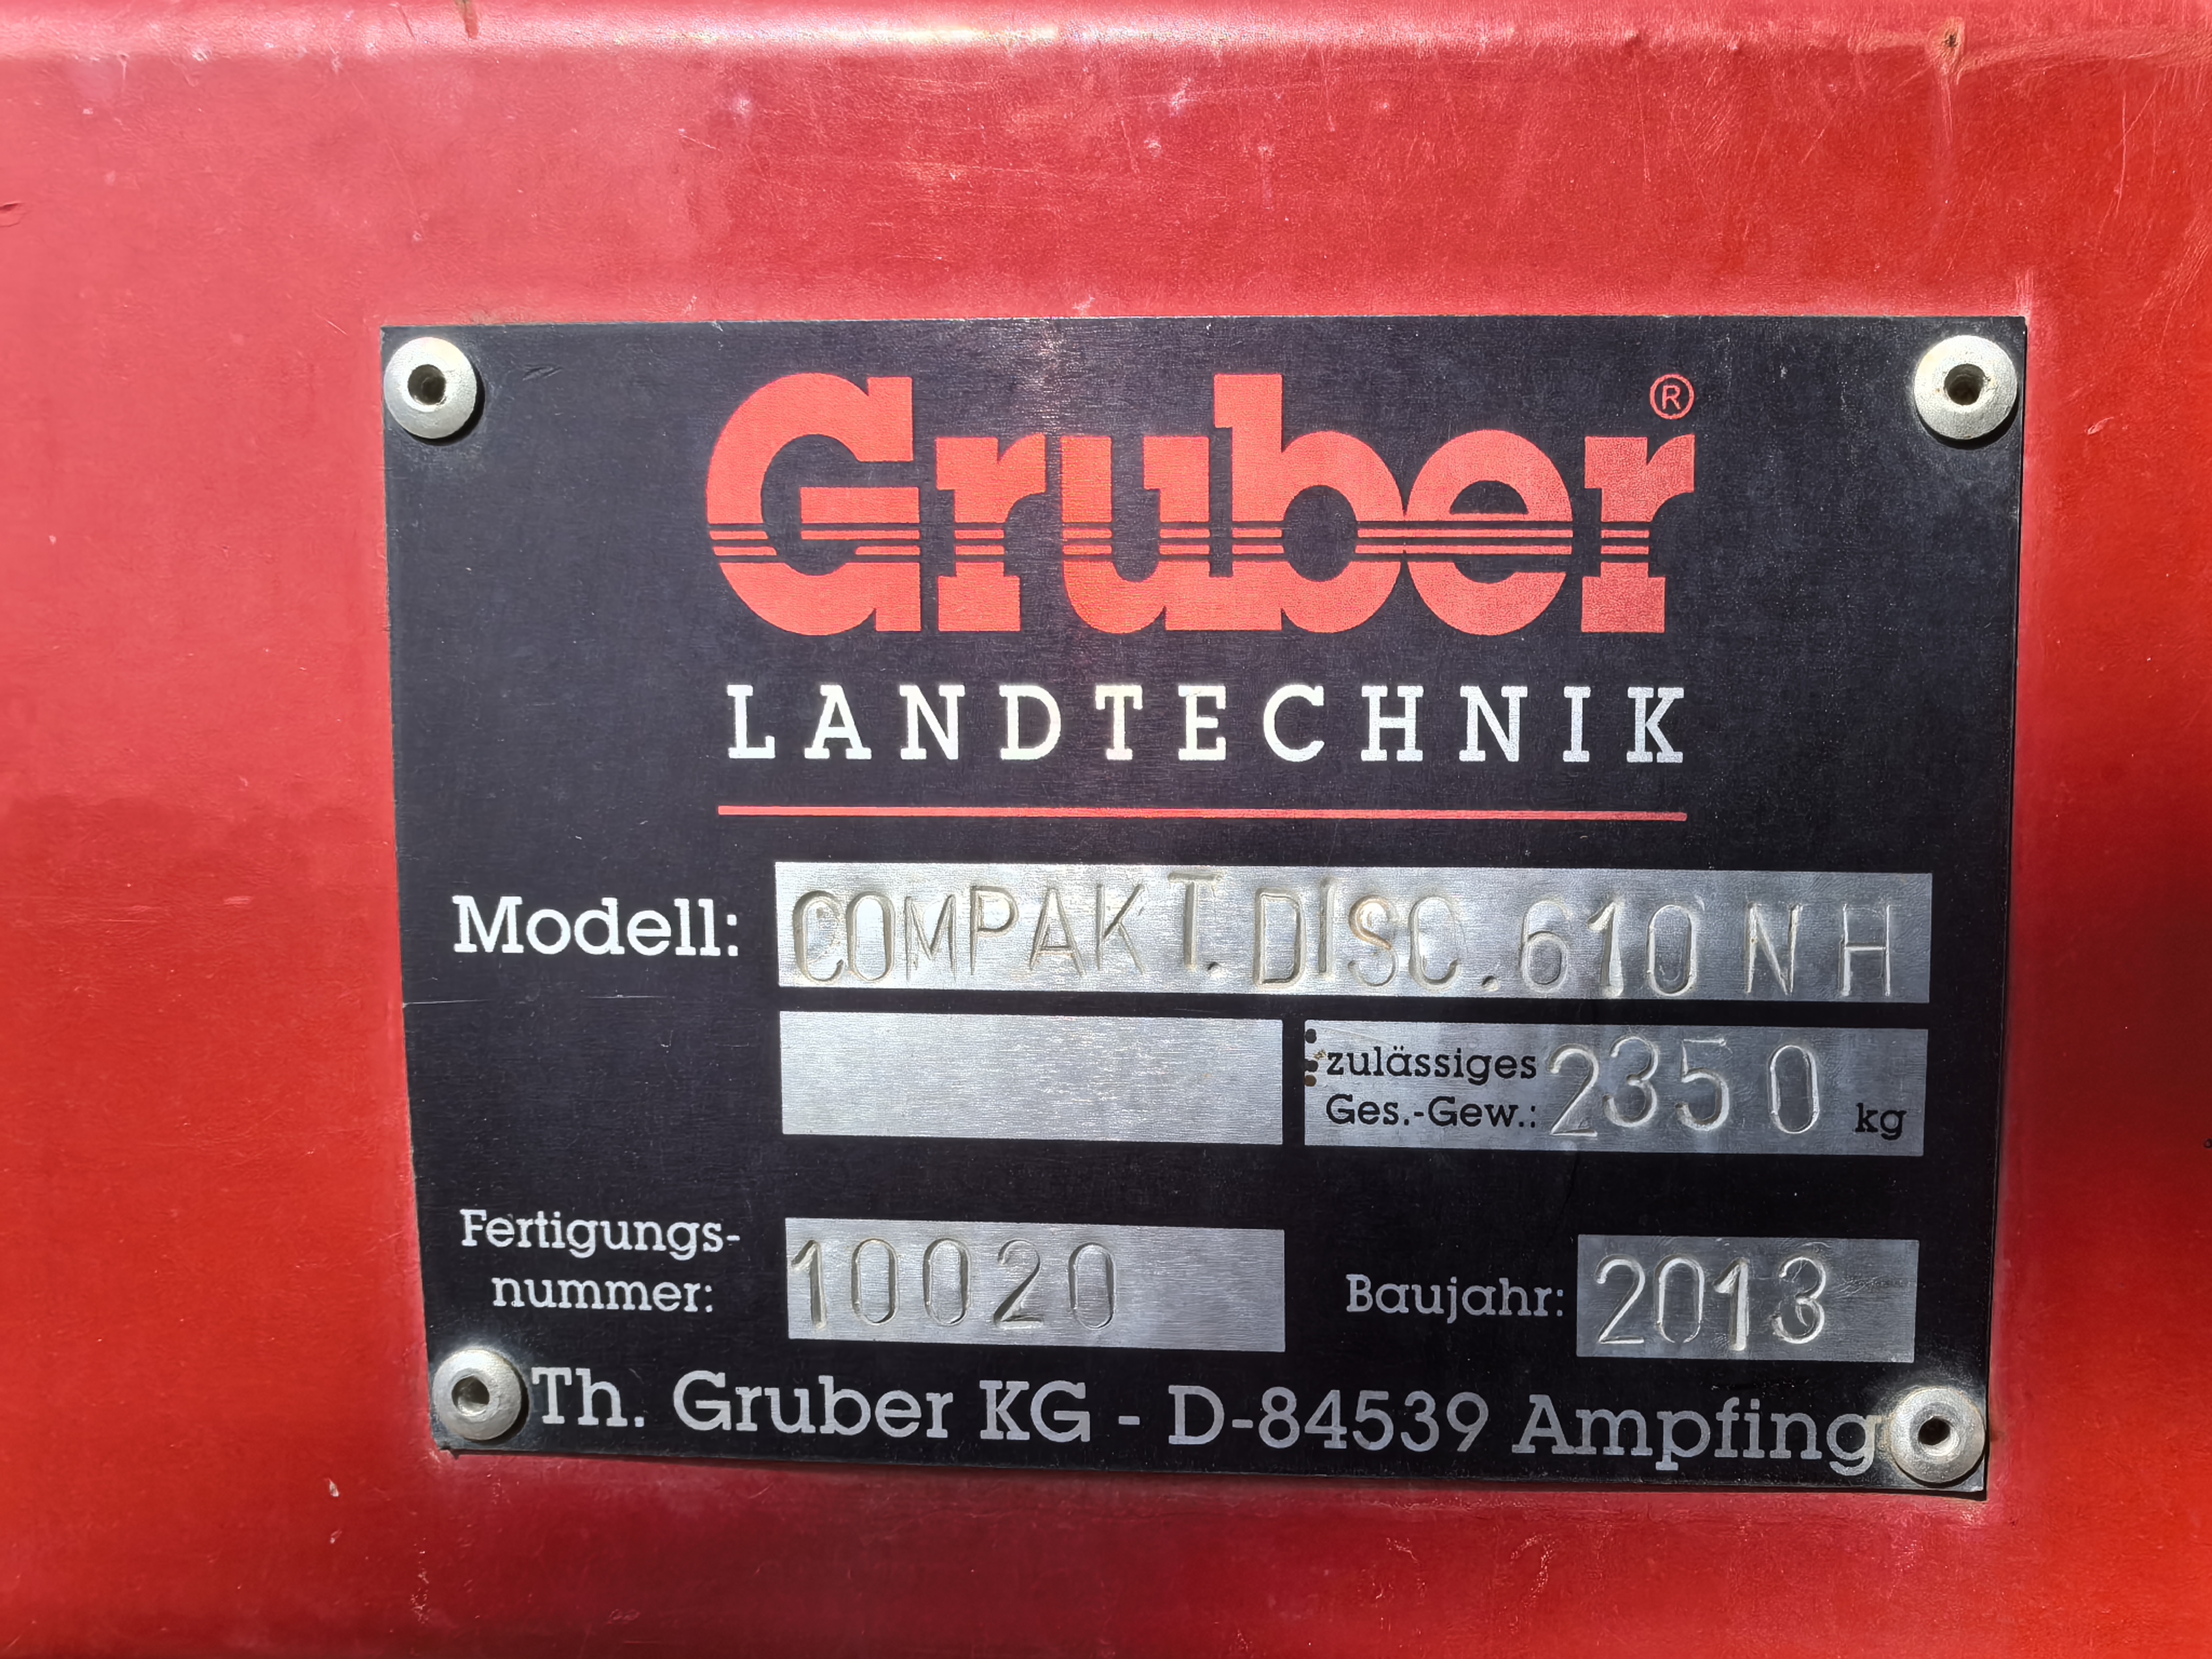 Gruber®
LANDTECHNIK
Modell: COMPAKT.DISC.610 NH
zulässiges
Ges.-Gew.: 2350 kg
Fertigungs-
nummer: 10020
Baujahr: 2013
Th. Gruber KG - D-84539 Ampfing